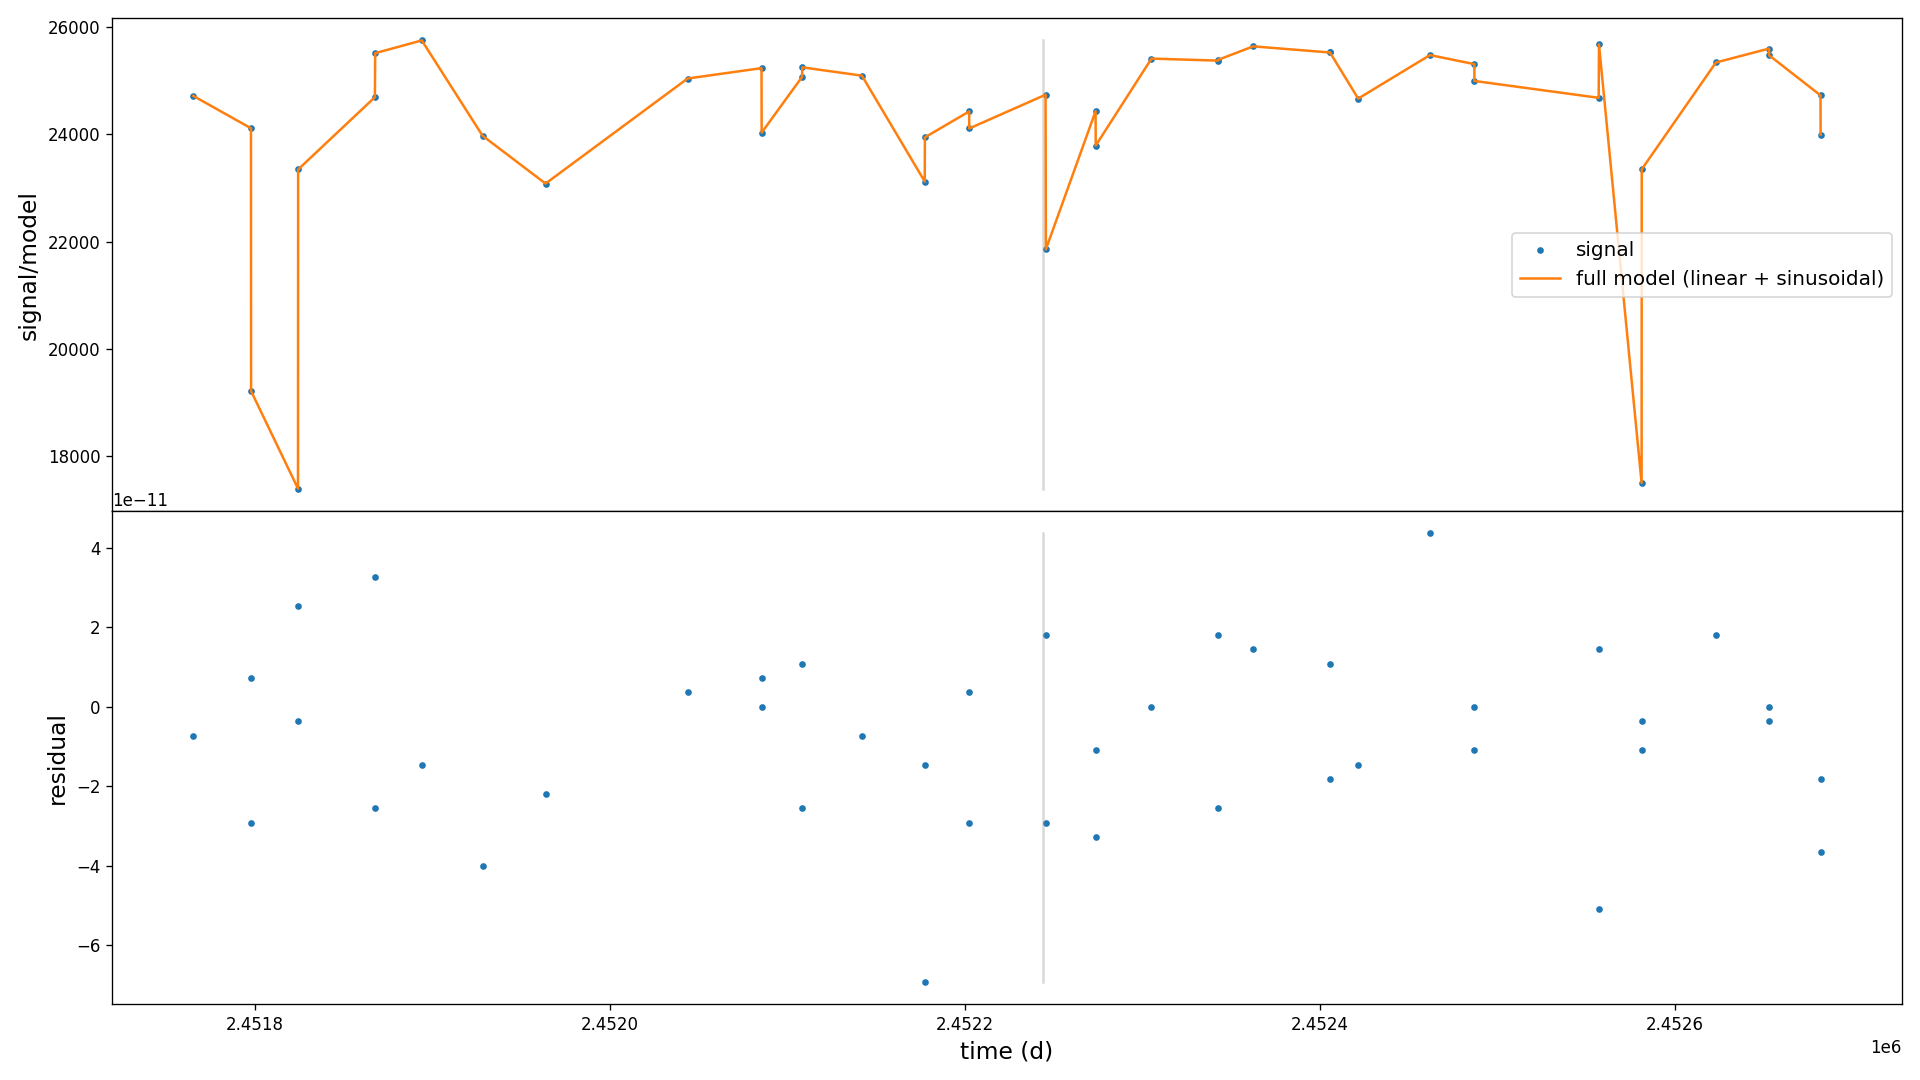 26000
24000
22000
20000
18000
signal/model
signal
full model (linear + sinusoidal)
1e−11
4
2
0
−2
−4
−6
residual
2.4518
2.4520
2.4522
2.4524
2.4526
time (d)
1e6